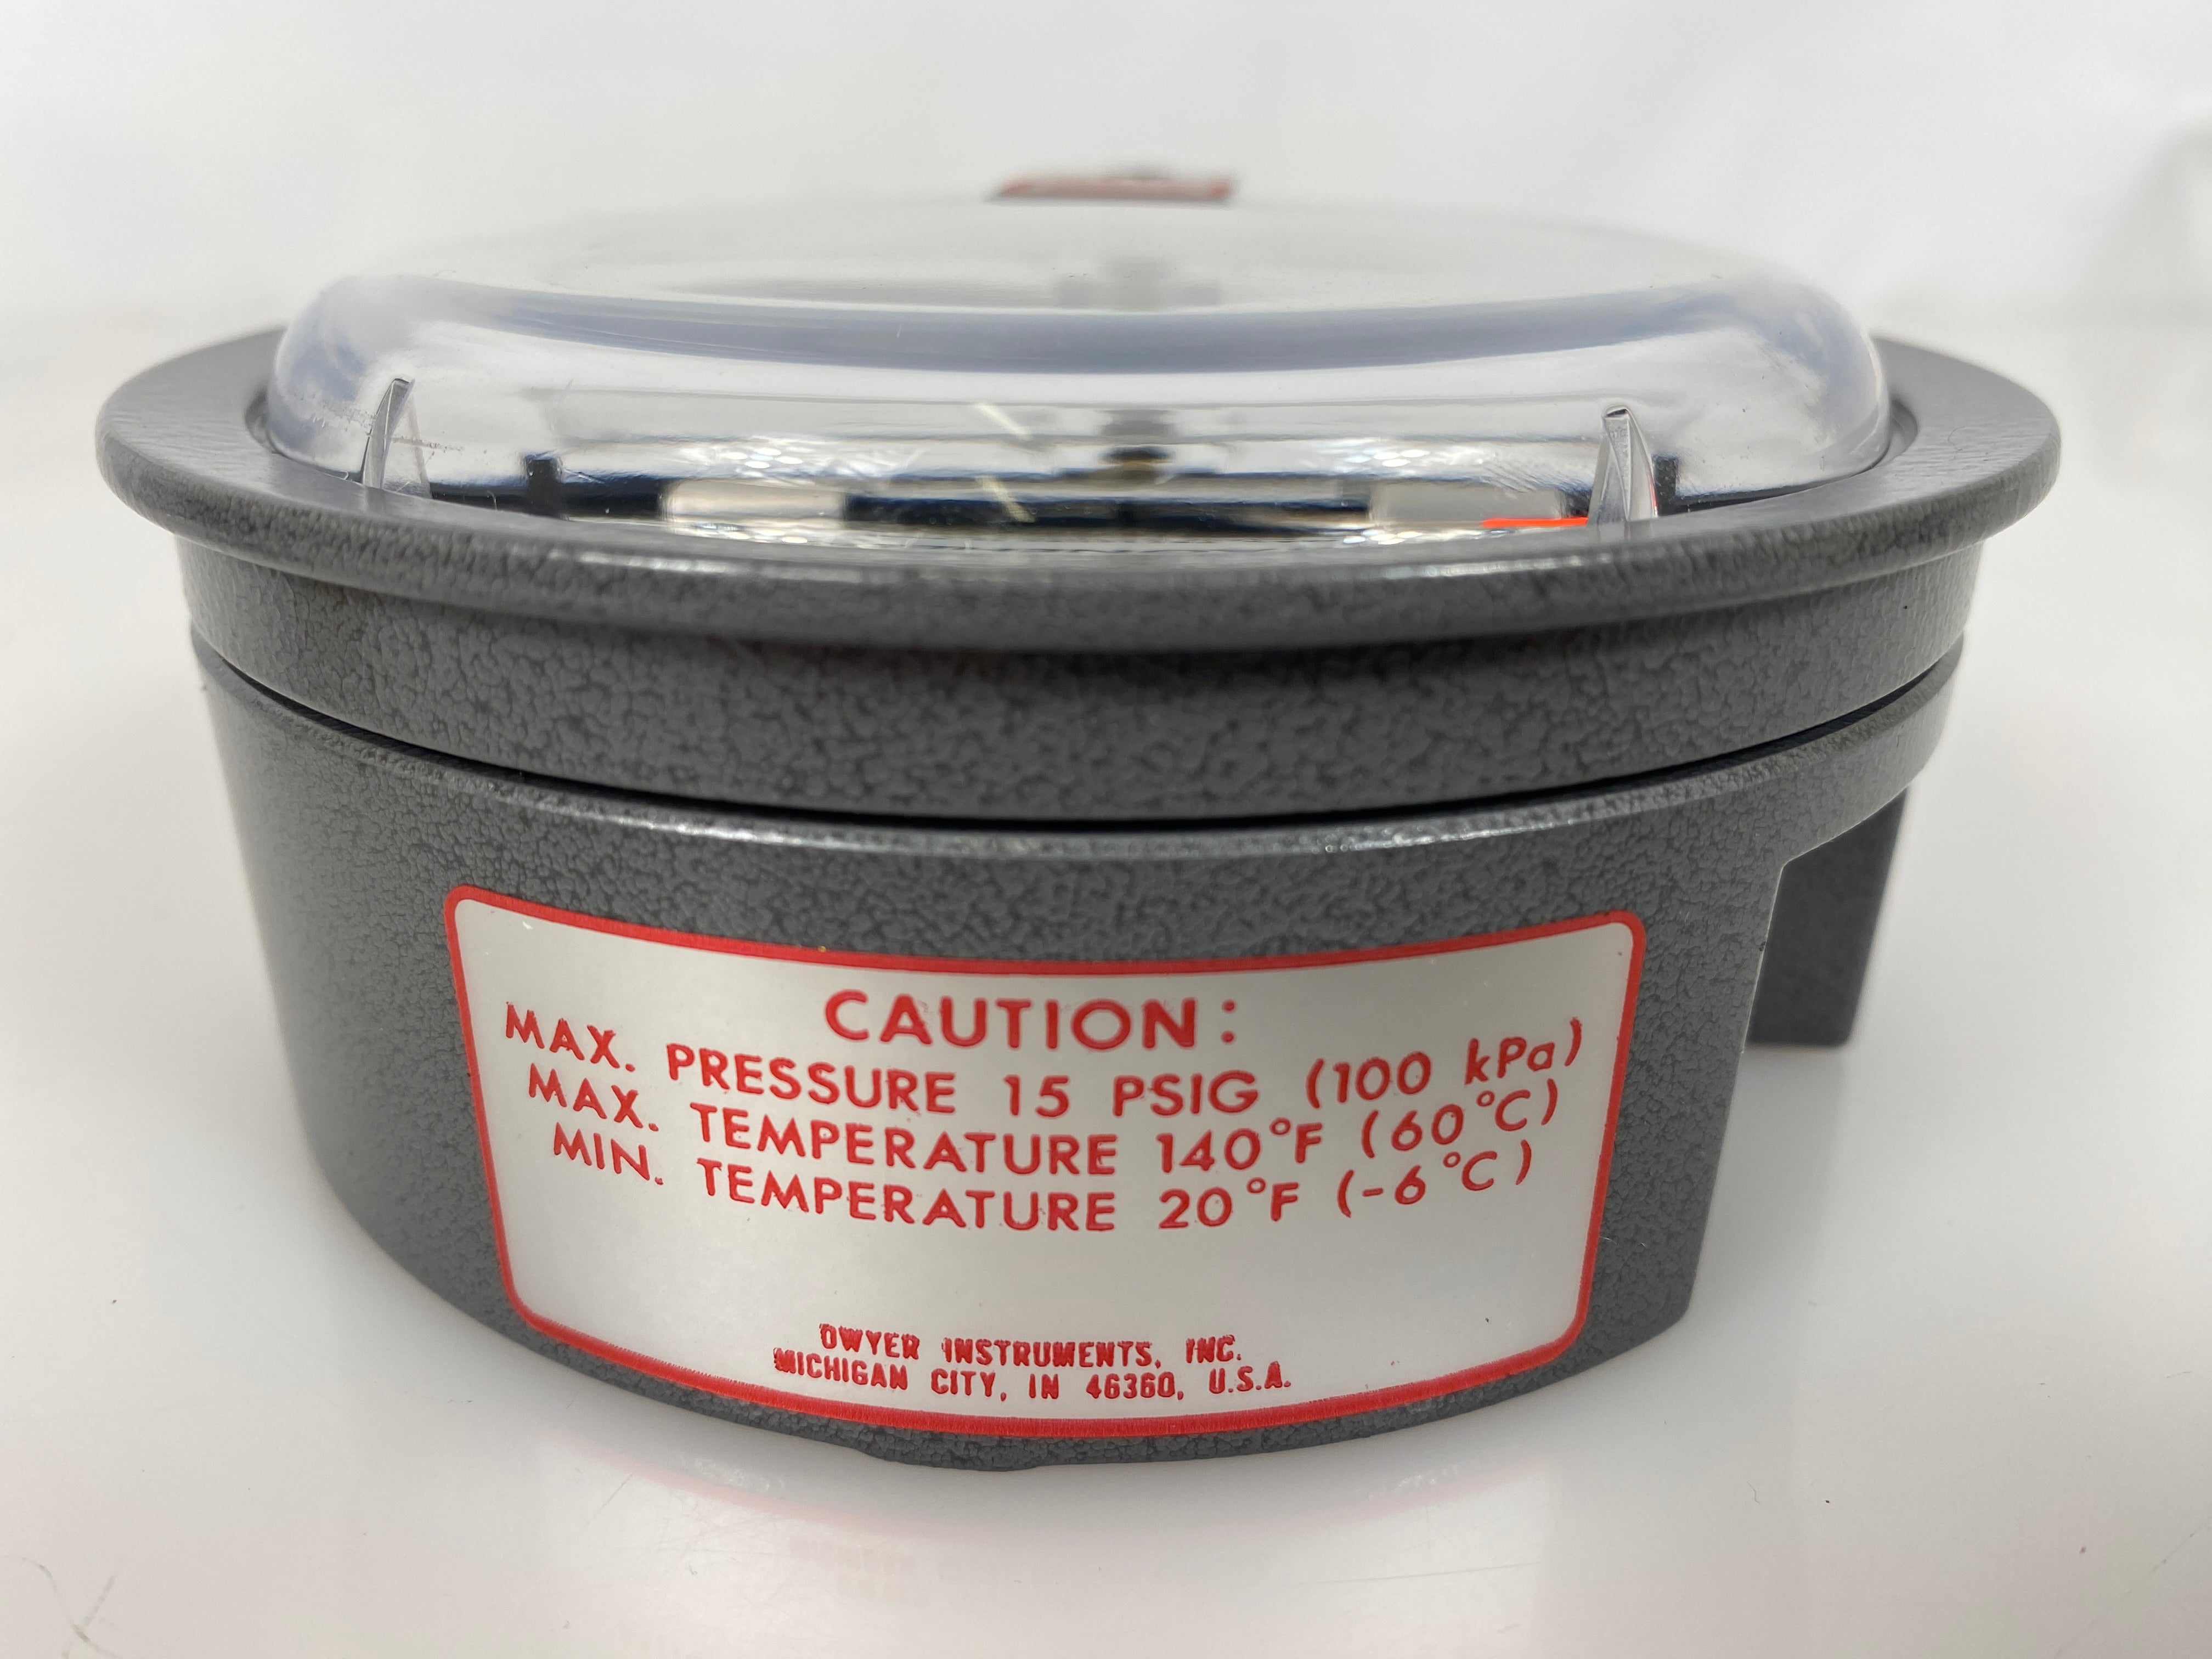 CAUTION:
MAX. PRESSURE 15 PSIG (100 kPa)
MAX. TEMPERATURE 140°F (60°C)
MIN. TEMPERATURE 20°F (-6°C)
DWYER INSTRUMENTS, INC.
MICHIGAN CITY, IN 46360, U.S.A.